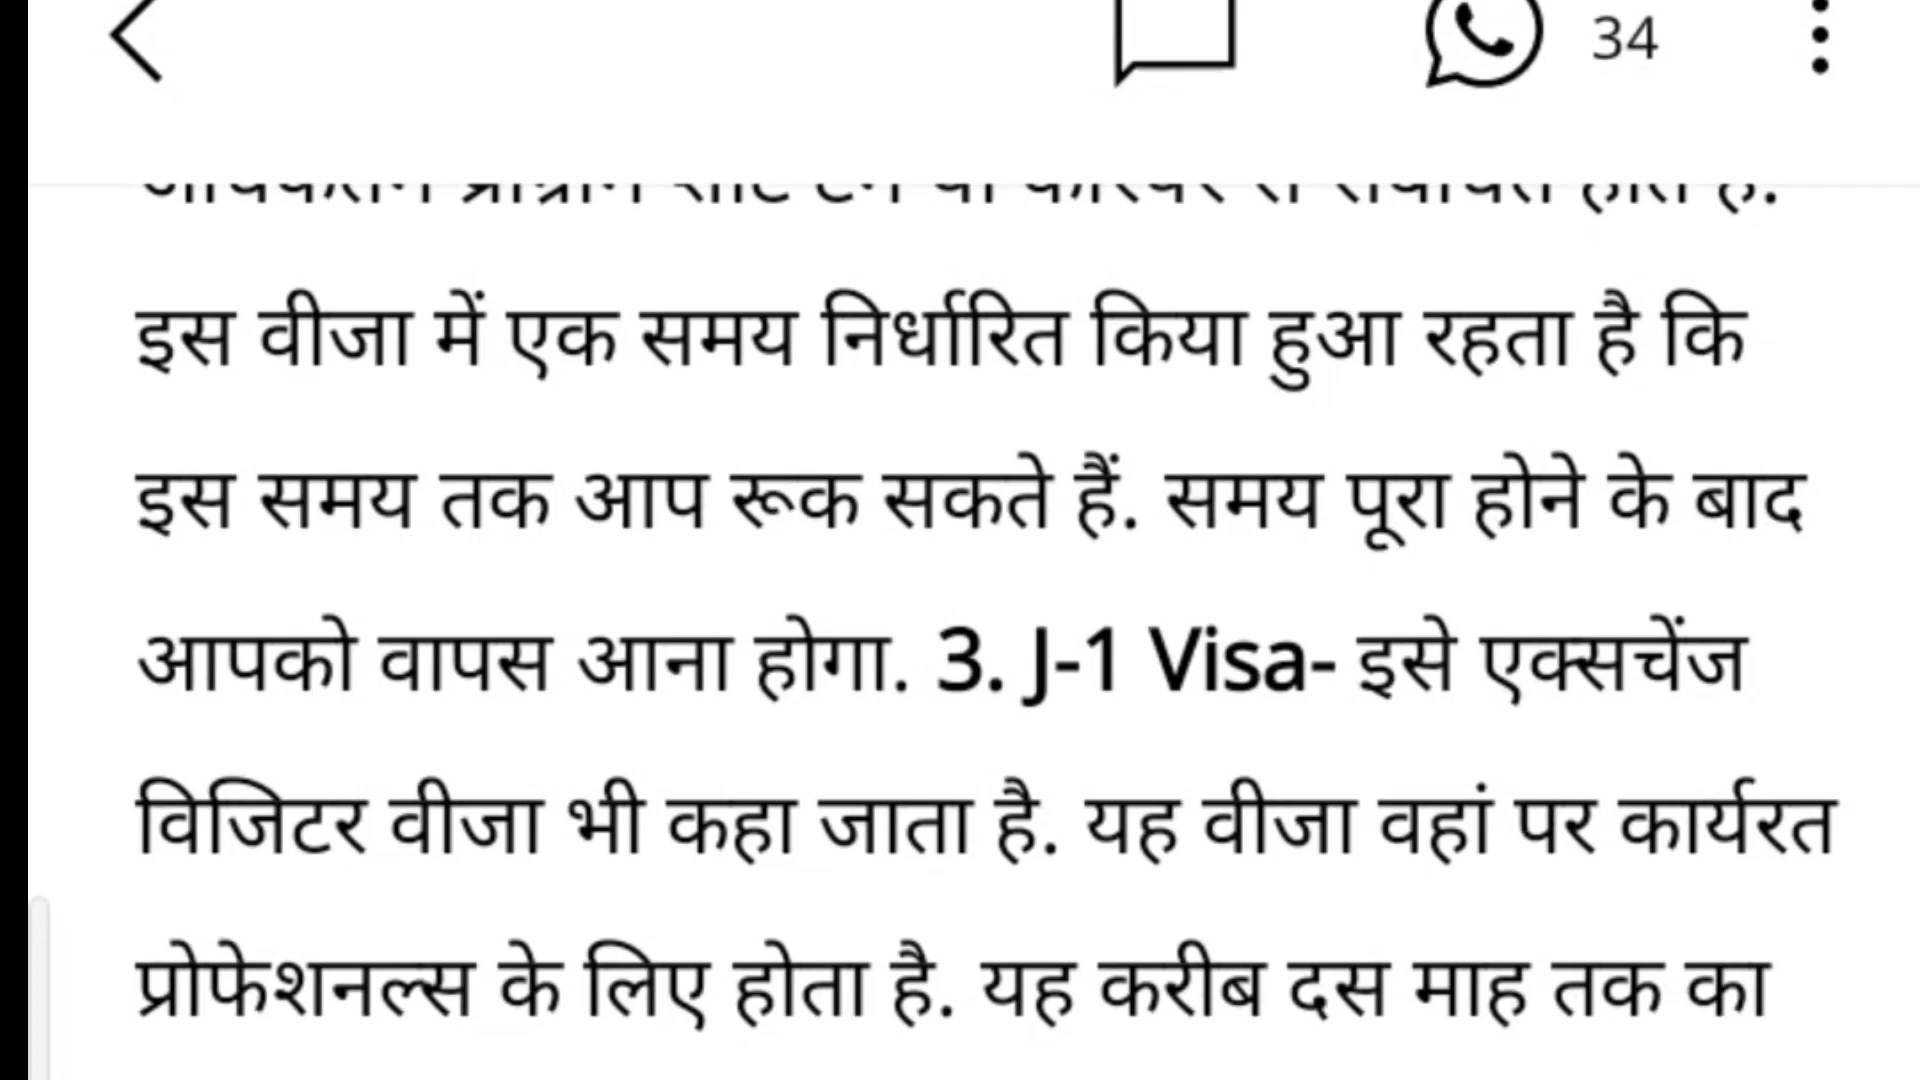 34
इस वीजा में एक समय निर्धारित किया हुआ रहता है कि
इस समय तक आप रूक सकते हैं. समय पूरा होने के बाद
आपको वापस आना होगा. 3. J-1 Visa- इसे एक्सचेंज
विजिटर वीजा भी कहा जाता है. यह वीजा वहां पर कार्यरत
प्रोफेशनल्स के लिए होता है. यह करीब दस माह तक का